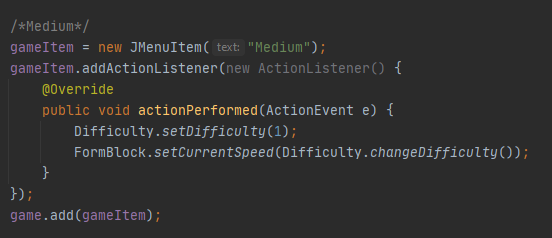 /*Medium*/
gameItem = new JMenuItem( text: "Medium");
gameItem.addActionListener(new ActionListener() {
@Override
public void actionPerformed(ActionEvent e) {
Difficulty.setDifficulty(1);
FormBlock.setCurrentSpeed(Difficulty.changeDifficulty());
}
});
game.add(gameItem);